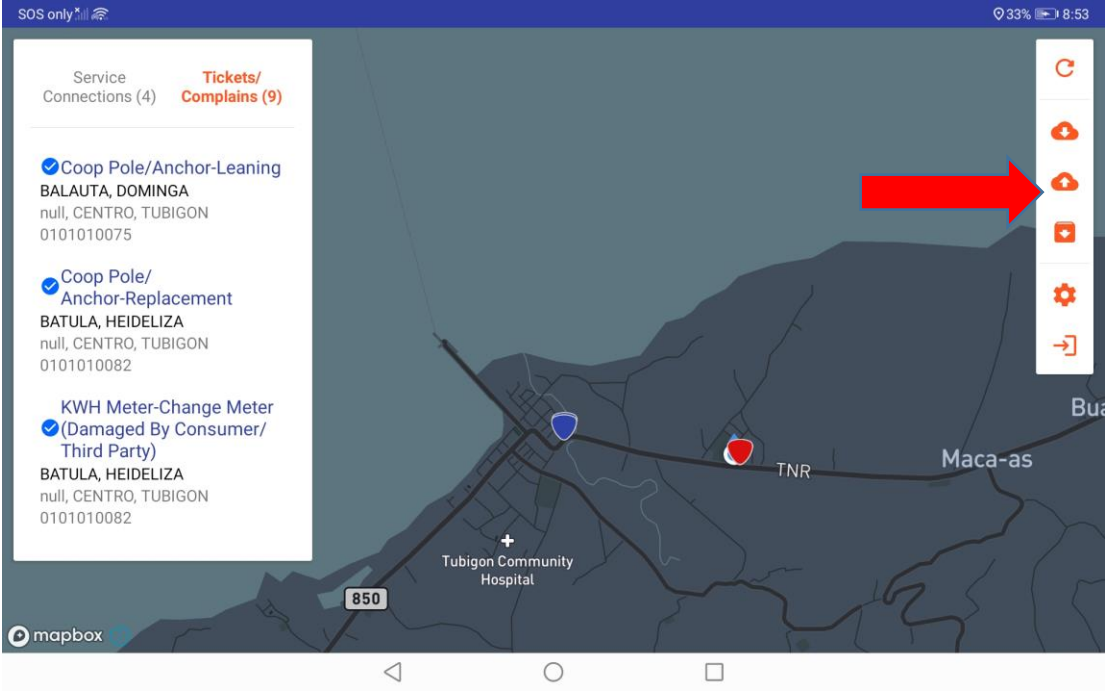 SOS only
33% 8:53
Service
Connections (4)
Tickets/
Complains (9)
Coop Pole/Anchor-Leaning
BALAUTA, DOMINGA
null, CENTRO, TUBIGON
0101010075
Coop Pole/
Anchor-Replacement
BATULA, HEIDELIZA
null, CENTRO, TUBIGON
0101010082
KWH Meter-Change Meter
(Damaged By Consumer/
Third Party)
BATULA, HEIDELIZA
null, CENTRO, TUBIGON
0101010082
Bua
Maca-as
TNR
Tubigon Community
Hospital
850
mapbox